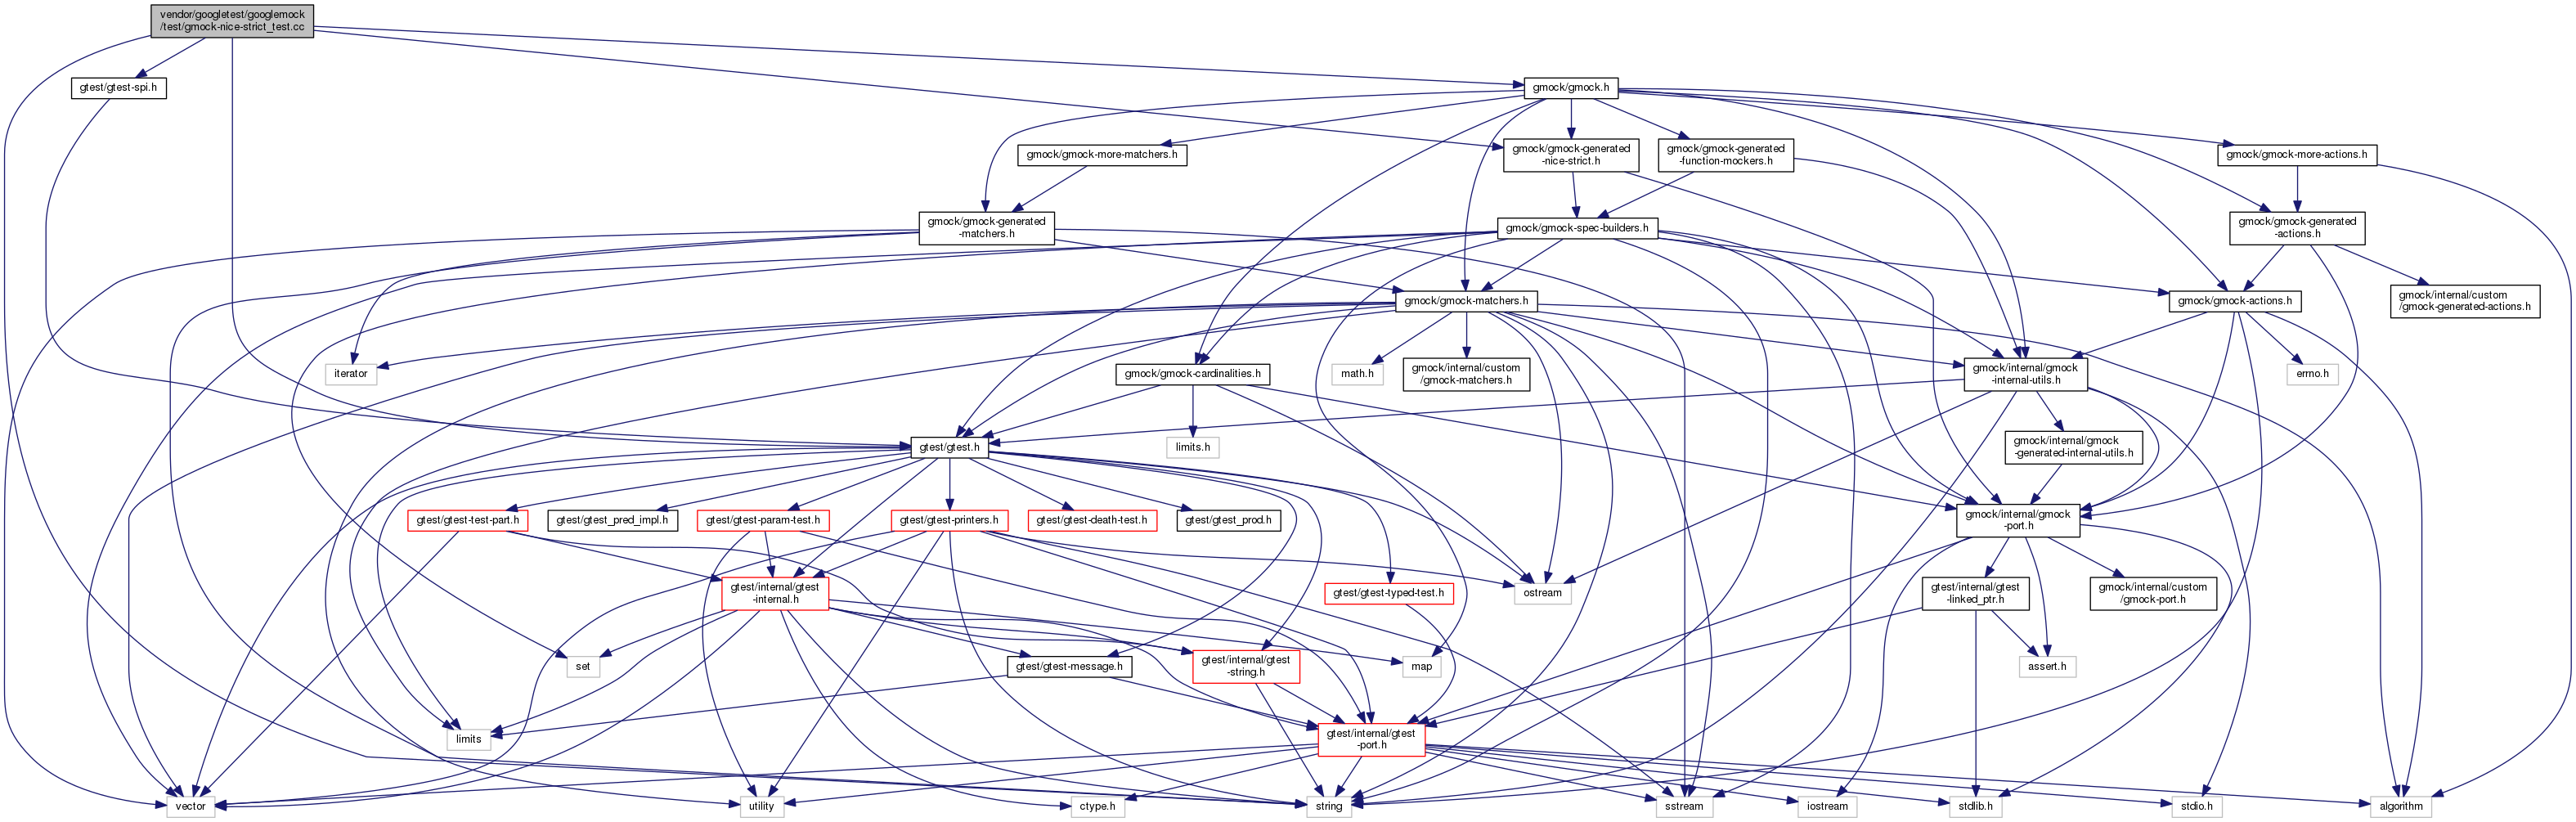 vendor/googletest/googlemock
/test/gmock-nice-strict_test.cc
gtest/gtest-spi.h
gmock/gmock.h
gmock/gmock-more-matchers.h
gmock/gmock-generated
-nice-strict.h
gmock/gmock-generated
-function-mockers.h
gmock/gmock-more-actions.h
gmock/gmock-generated
-matchers.h
gmock/gmock-spec-builders.h
gmock/gmock-generated
-actions.h
gmock/gmock-matchers.h
gmock/gmock-actions.h
gmock/internal/custom
/gmock-generated-actions.h
iterator
gmock/gmock-cardinalities.h
math.h
gmock/internal/custom
/gmock-matchers.h
gmock/internal/gmock
-internal-utils.h
errno.h
gtest/gtest.h
limits.h
gmock/internal/gmock
-generated-internal-utils.h
gtest/gtest-test-part.h
gtest/gtest_pred_impl.h
gtest/gtest-param-test.h
gtest/gtest-printers.h
gtest/gtest-death-test.h
gtest/gtest_prod.h
gmock/internal/gmock
-port.h
gtest/internal/gtest
-internal.h
gtest/gtest-typed-test.h
ostream
gtest/internal/gtest
-linked_ptr.h
gmock/internal/custom
/gmock-port.h
set
gtest/gtest-message.h
gtest/internal/gtest
-string.h
map
assert.h
limits
gtest/internal/gtest
-port.h
vector
utility
ctype.h
string
sstream
iostream
stdlib.h
stdio.h
algorithm